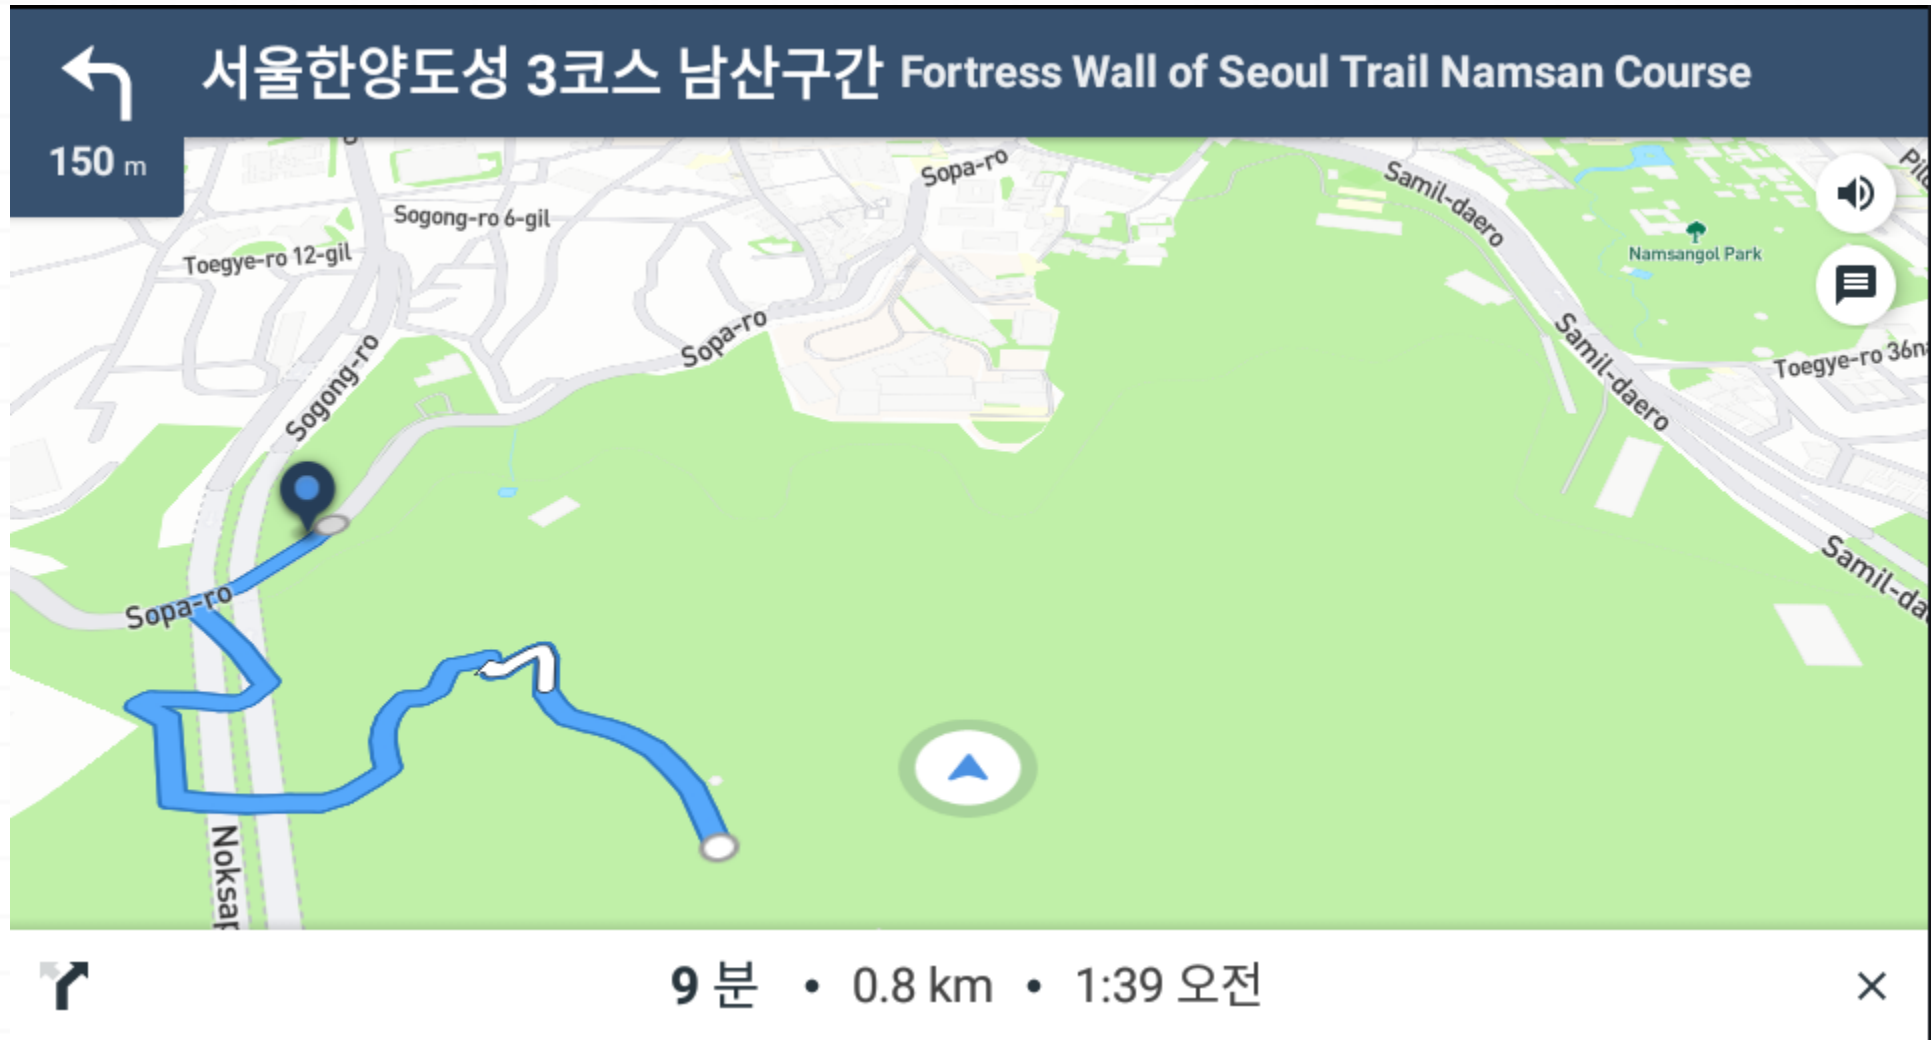 서울한양도성 3코스 남산구간 Fortress Wall of Seoul Trail Namsan Course
150 m
Sopa-ro
Samil-daero
Sogong-ro 6-gil
Toegye-ro 12-gil
Namsangol Park
Sopa-ro
Sogong-ro
Samil-daero
Toegye-ro 36na
Samil-da
Sopa-ro
Noksap
9 분 • 0.8 km • 1:39 오전